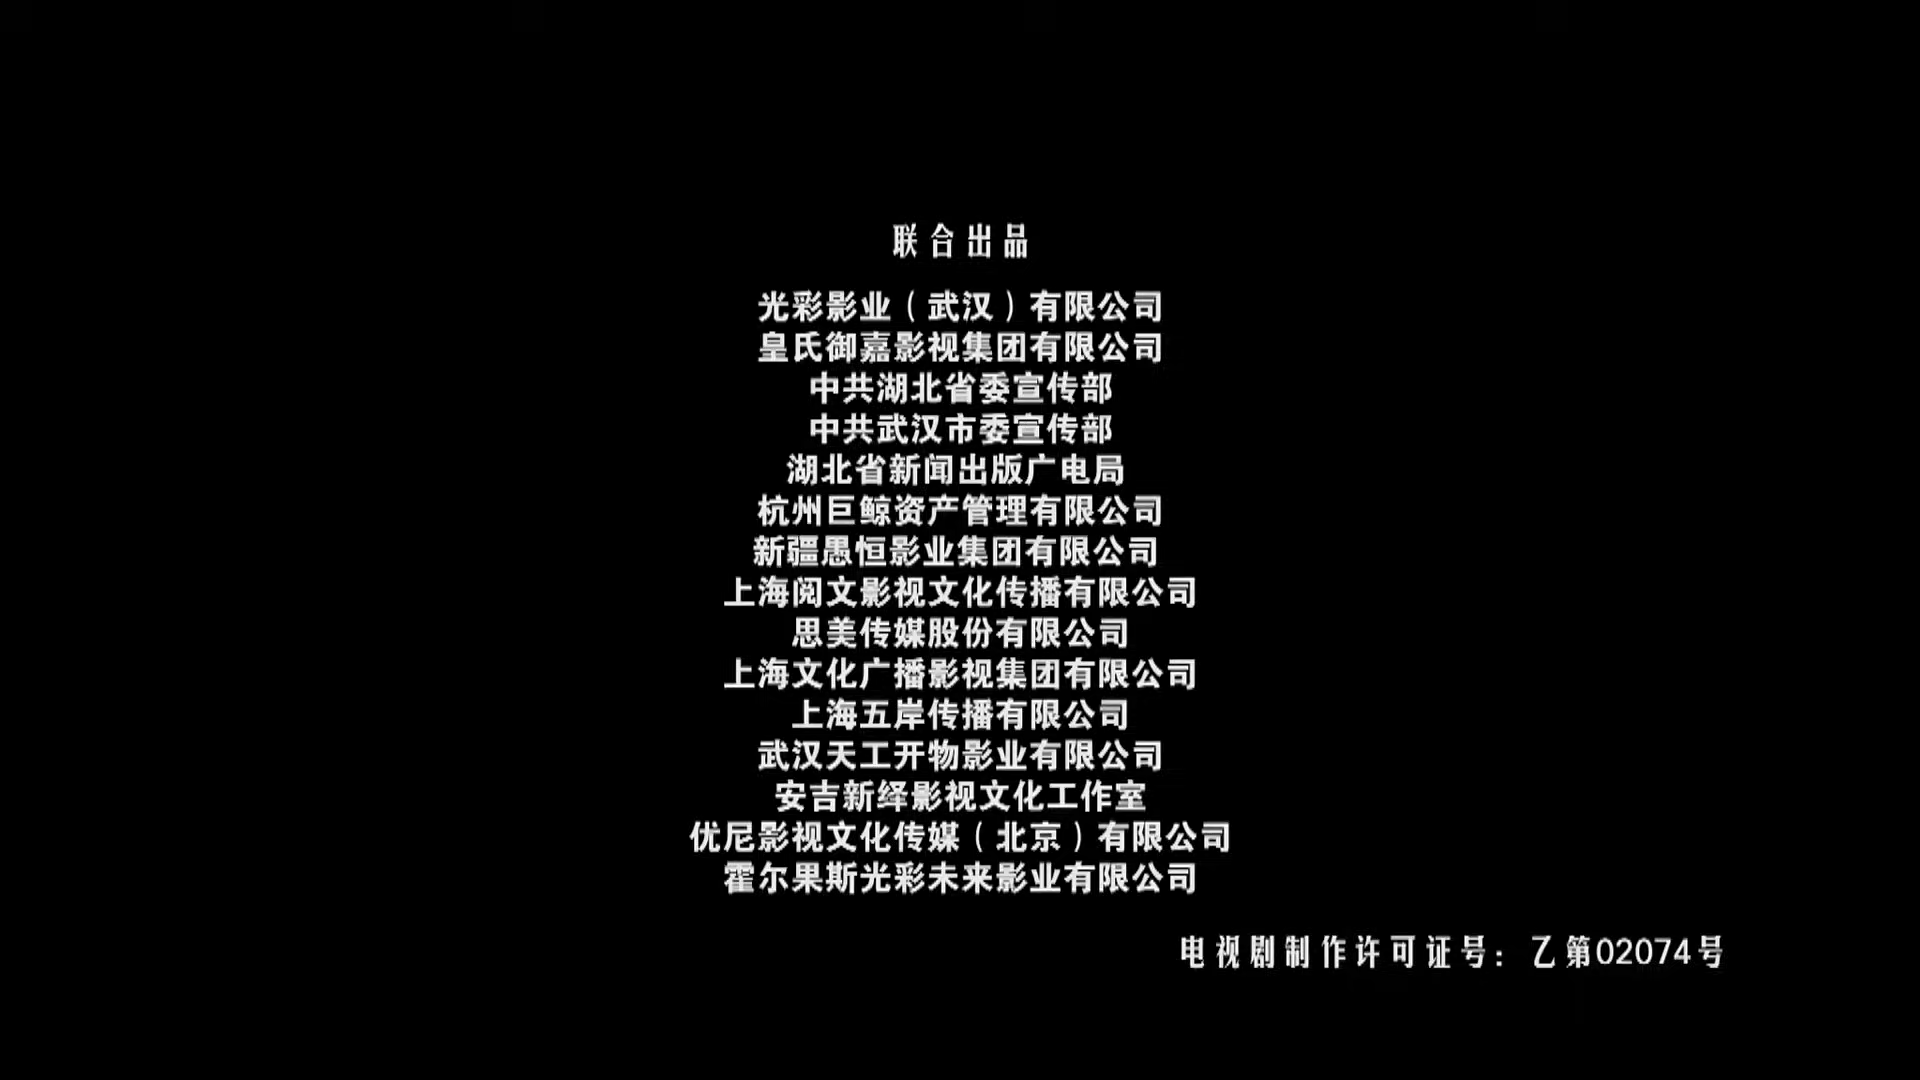 联合出品
光彩影业（武汉）有限公司
皇氏御嘉影视集团有限公司
中共湖北省委宣传部
中共武汉市委宣传部
湖北省新闻出版广电局
杭州巨鲸资产管理有限公司
新疆愚恒影业集团有限公司
上海阅文影视文化传播有限公司
思美传媒股份有限公司
上海文化广播影视集团有限公司
上海五岸传播有限公司
武汉天工开物影业有限公司
安吉新绎影视文化工作室
优尼影视文化传媒（北京）有限公司
霍尔果斯光彩未来影业有限公司
电视剧制作许可证号：乙第02074号